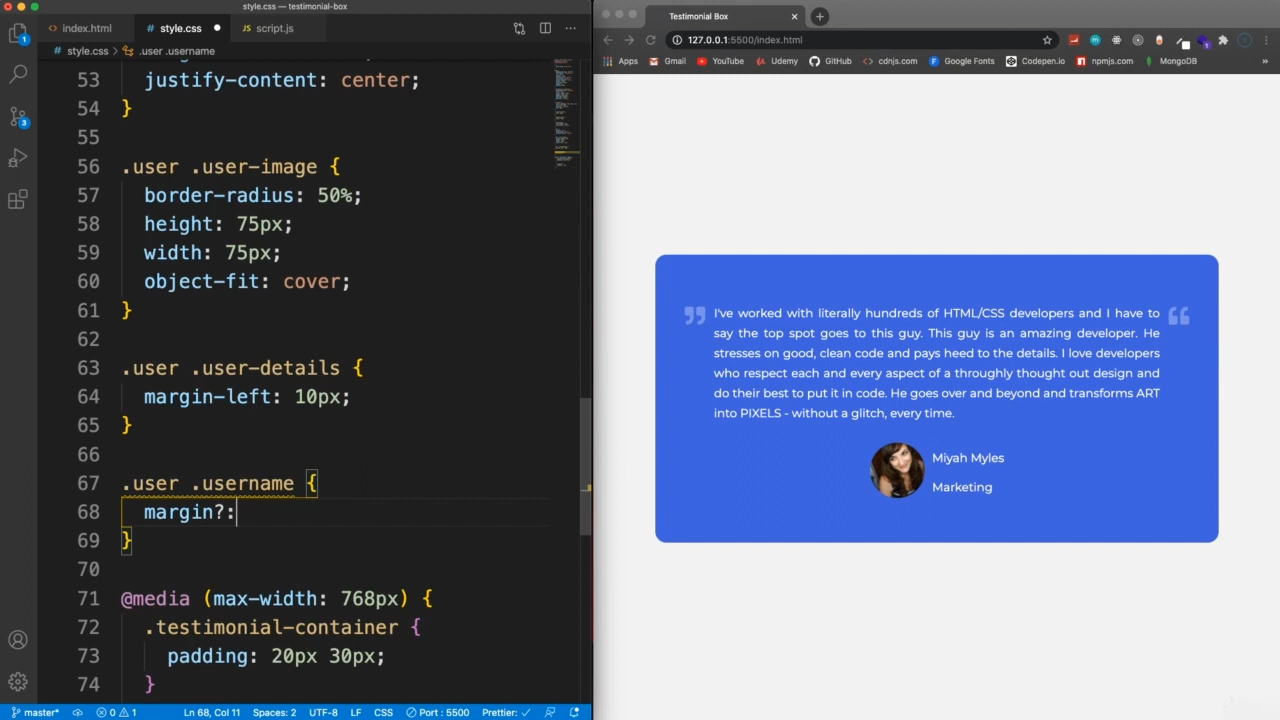 style.css — testimonial-box
index.html
style.css
script.js
style.css > .user .username
53 justify-content: center;
54 }
55
56 .user .user-image {
57 border-radius: 50%;
58 height: 75px;
59 width: 75px;
60 object-fit: cover;
61 }
62
63 .user .user-details {
64 margin-left: 10px;
65 }
66
67 .user .username {
68 margin?:
69 }
70
71 @media (max-width: 768px) {
72 .testimonial-container {
73 padding: 20px 30px;
74 }
1
3
master*
0 1
Ln 68, Col 11
Spaces: 2
UTF-8
LF
CSS
Port : 5500
Prettier: ✓
Testimonial Box
127.0.0.1:5500/index.html
Apps
Gmail
YouTube
Udemy
GitHub
cdnjs.com
Google Fonts
Codepen.io
npmjs.com
MongoDB
»
I've worked with literally hundreds of HTML/CSS developers and I have to
say the top spot goes to this guy. This guy is an amazing developer. He
stresses on good, clean code and pays heed to the details. I love developers
who respect each and every aspect of a throughly thought out design and
do their best to put it in code. He goes over and beyond and transforms ART
into PIXELS - without a glitch, every time.
Miyah Myles
Marketing